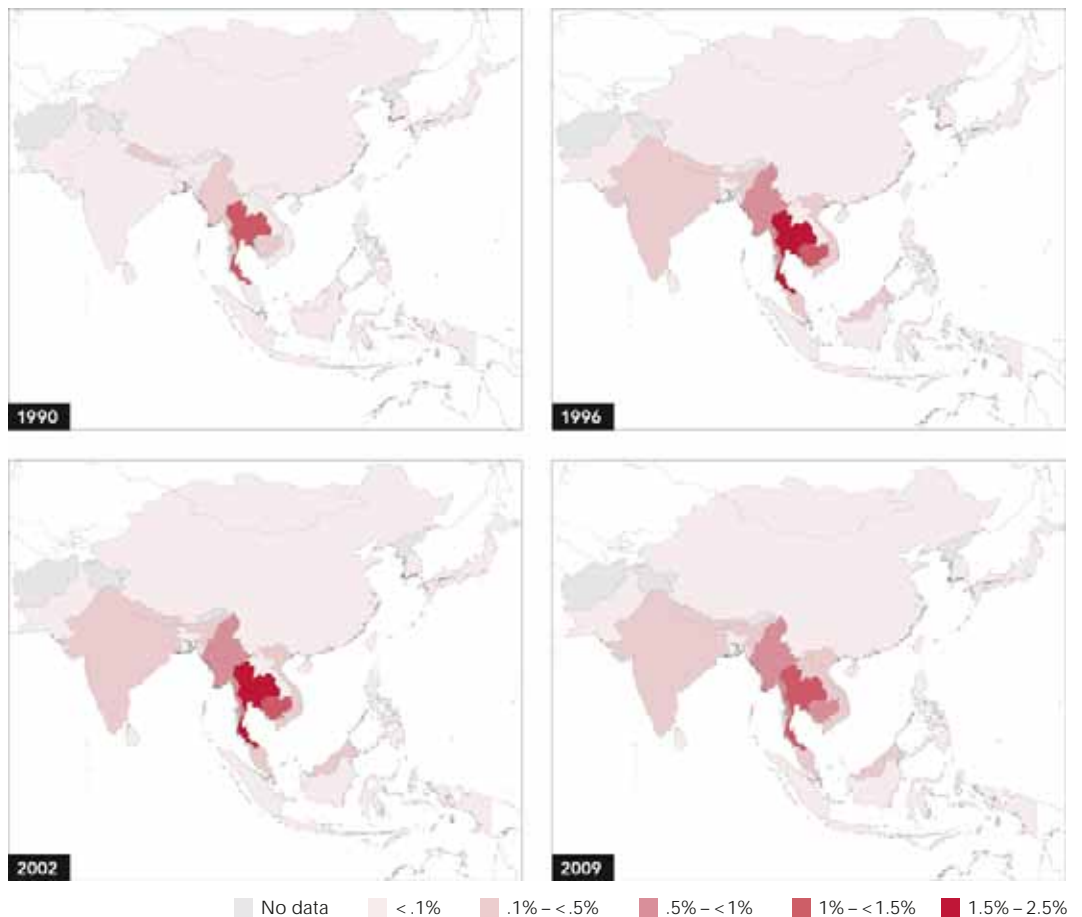 1990
1996
2002
2009
No data <.1% .1% – <.5% .5% – <1% 1% – <1.5% 1.5% – 2.5%